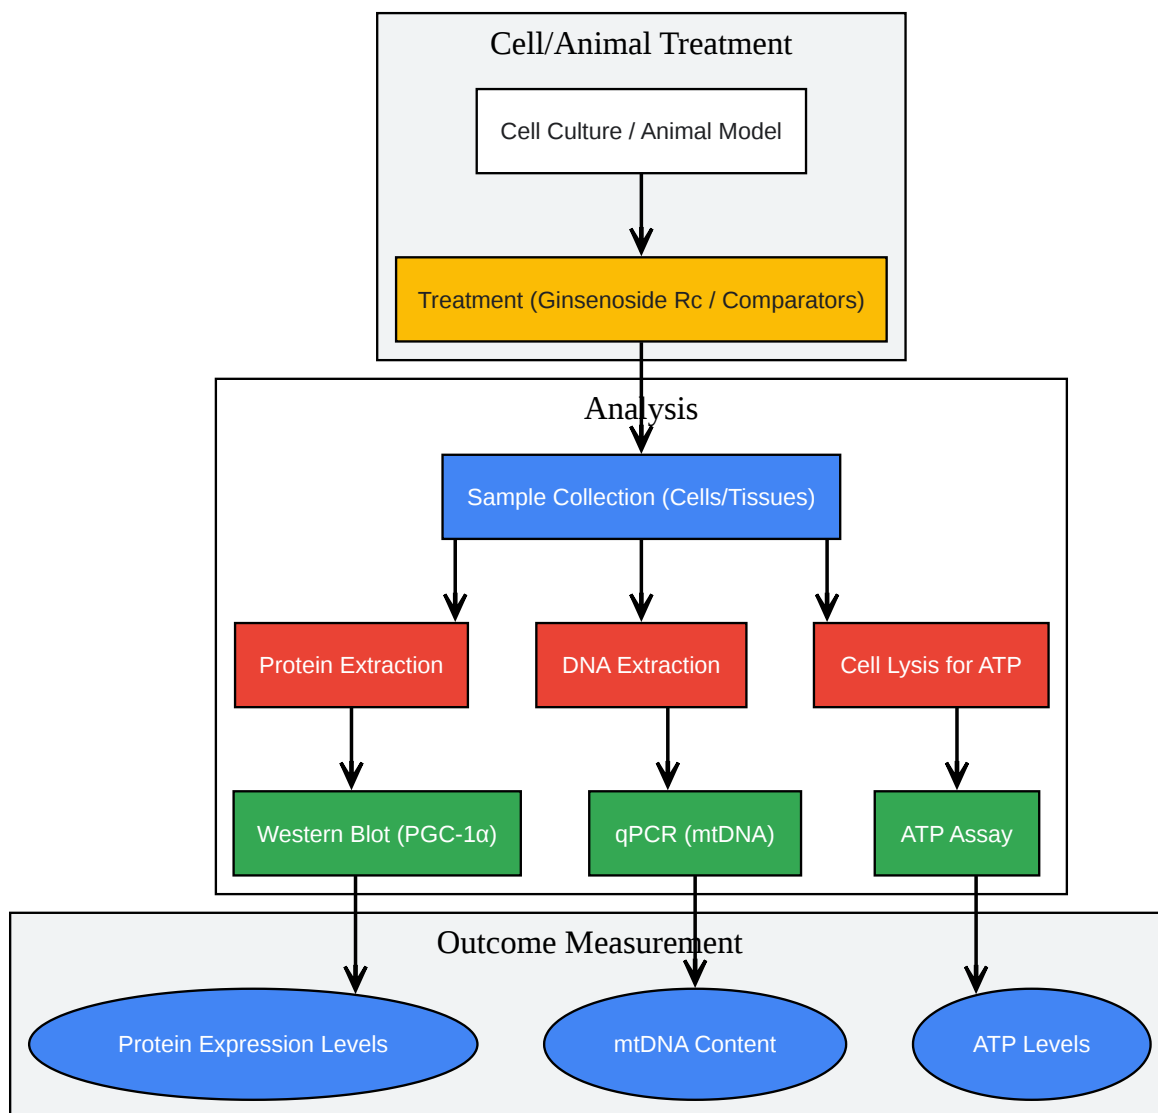 Cell/Animal Treatment
Cell Culture / Animal Model
Treatment (Ginsenoside Rc / Comparators)
Analysis
Sample Collection (Cells/Tissues)
Protein Extraction
DNA Extraction
Cell Lysis for ATP
Western Blot (PGC-1α)
qPCR (mtDNA)
ATP Assay
Outcome Measurement
Protein Expression Levels
mtDNA Content
ATP Levels